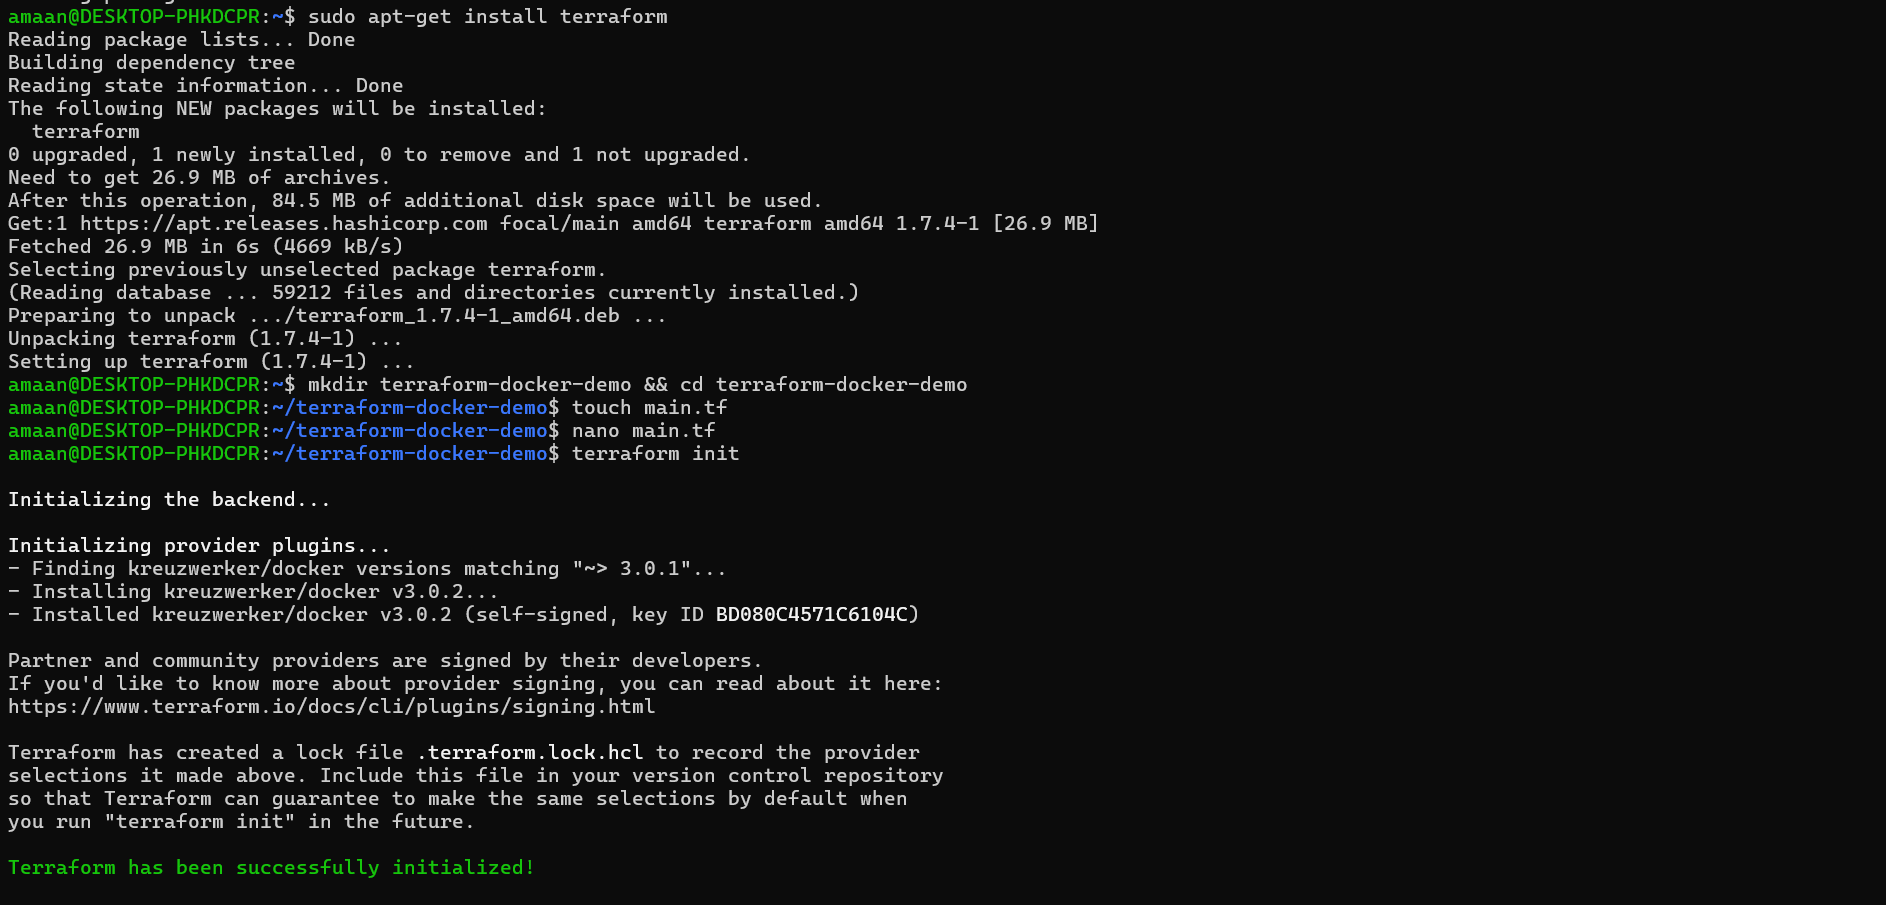 amaan@DESKTOP-PHKDCPR:~$ sudo apt-get install terraform
Reading package lists... Done
Building dependency tree
Reading state information... Done
The following NEW packages will be installed:
  terraform
0 upgraded, 1 newly installed, 0 to remove and 1 not upgraded.
Need to get 26.9 MB of archives.
After this operation, 84.5 MB of additional disk space will be used.
Get:1 https://apt.releases.hashicorp.com focal/main amd64 terraform amd64 1.7.4-1 [26.9 MB]
Fetched 26.9 MB in 6s (4669 kB/s)
Selecting previously unselected package terraform.
(Reading database ... 59212 files and directories currently installed.)
Preparing to unpack .../terraform_1.7.4-1_amd64.deb ...
Unpacking terraform (1.7.4-1) ...
Setting up terraform (1.7.4-1) ...
amaan@DESKTOP-PHKDCPR:~$ mkdir terraform-docker-demo && cd terraform-docker-demo
amaan@DESKTOP-PHKDCPR:~/terraform-docker-demo$ touch main.tf
amaan@DESKTOP-PHKDCPR:~/terraform-docker-demo$ nano main.tf
amaan@DESKTOP-PHKDCPR:~/terraform-docker-demo$ terraform init

Initializing the backend...

Initializing provider plugins...
- Finding kreuzwerker/docker versions matching "~> 3.0.1"...
- Installing kreuzwerker/docker v3.0.2...
- Installed kreuzwerker/docker v3.0.2 (self-signed, key ID BD080C4571C6104C)

Partner and community providers are signed by their developers.
If you'd like to know more about provider signing, you can read about it here:
https://www.terraform.io/docs/cli/plugins/signing.html

Terraform has created a lock file .terraform.lock.hcl to record the provider
selections it made above. Include this file in your version control repository
so that Terraform can guarantee to make the same selections by default when
you run "terraform init" in the future.

Terraform has been successfully initialized!